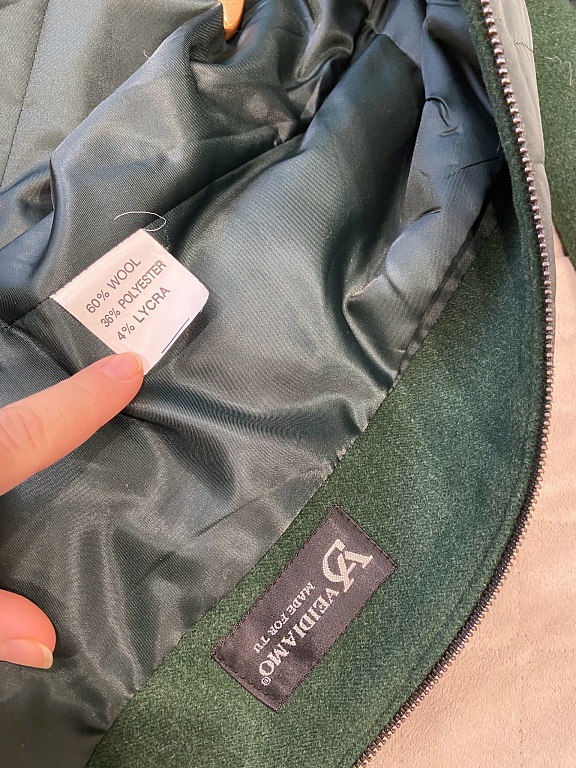 60% WOOL
36% POLYESTER
4% LYCRA
VEIDIAMO®
MADE FOR TU